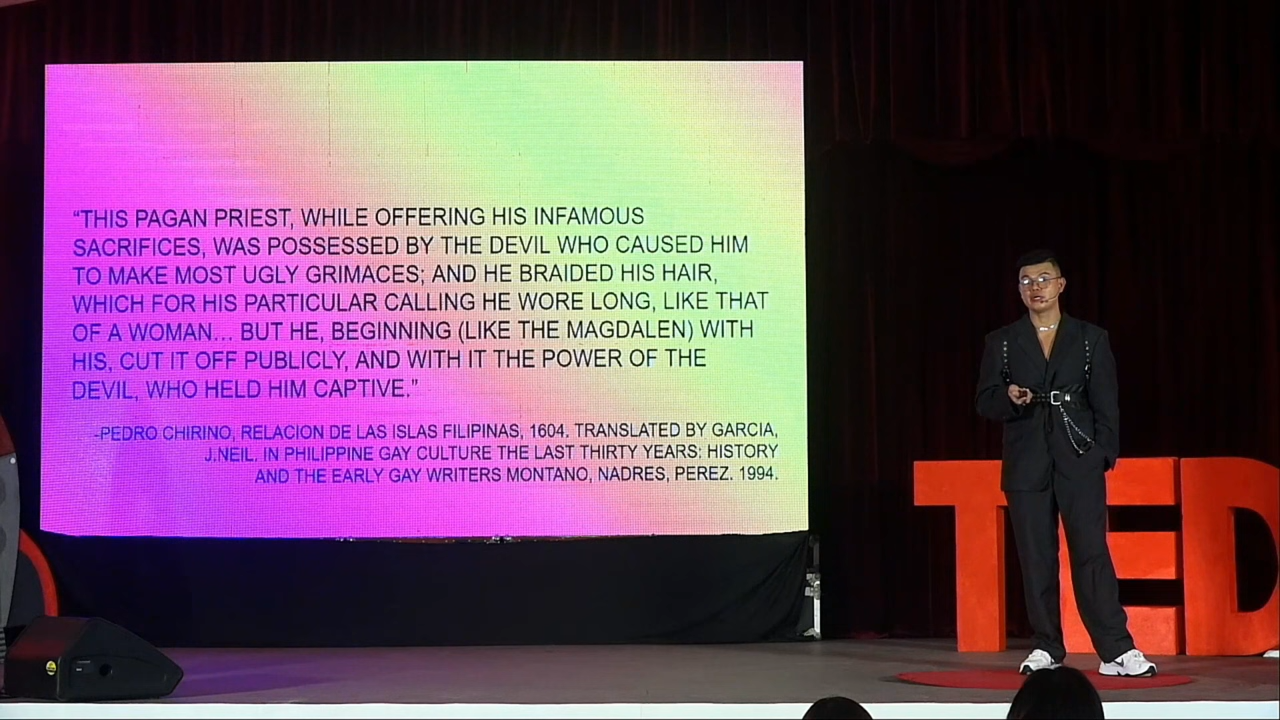 “THIS PAGAN PRIEST, WHILE OFFERING HIS INFAMOUS
SACRIFICES, WAS POSSESSED BY THE DEVIL WHO CAUSED HIM
TO MAKE MOST UGLY GRIMACES; AND HE BRAIDED HIS HAIR,
WHICH FOR HIS PARTICULAR CALLING HE WORE LONG, LIKE THAT
OF A WOMAN... BUT HE, BEGINNING (LIKE THE MAGDALEN) WITH
HIS, CUT IT OFF PUBLICLY, AND WITH IT THE POWER OF THE
DEVIL, WHO HELD HIM CAPTIVE.”
-PEDRO CHIRINO, RELACION DE LAS ISLAS FILIPINAS, 1604. TRANSLATED BY GARCIA,
J.NEIL. IN PHILIPPINE GAY CULTURE THE LAST THIRTY YEARS; HISTORY
AND THE EARLY GAY WRITERS MONTANO, NADRES, PEREZ. 1994.
TED